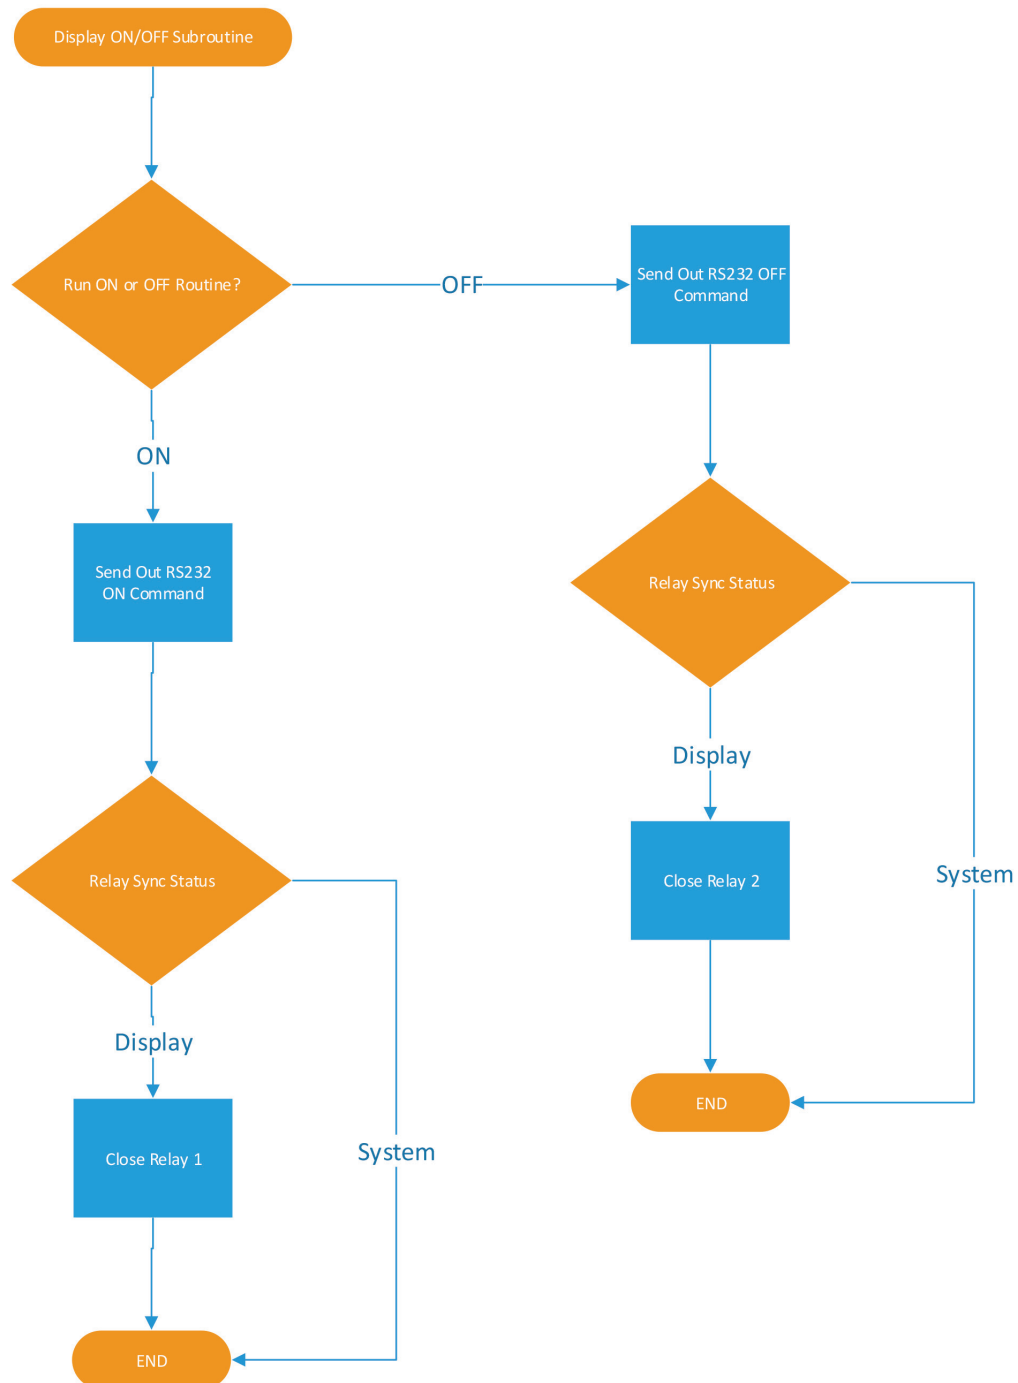 Display ON/OFF Subroutine
Run ON or OFF Routine?
OFF
Send Out RS232 OFF
Command
ON
Send Out RS232
ON Command
Relay Sync Status
Display
System
Close Relay 2
END
Relay Sync Status
Display
System
Close Relay 1
END